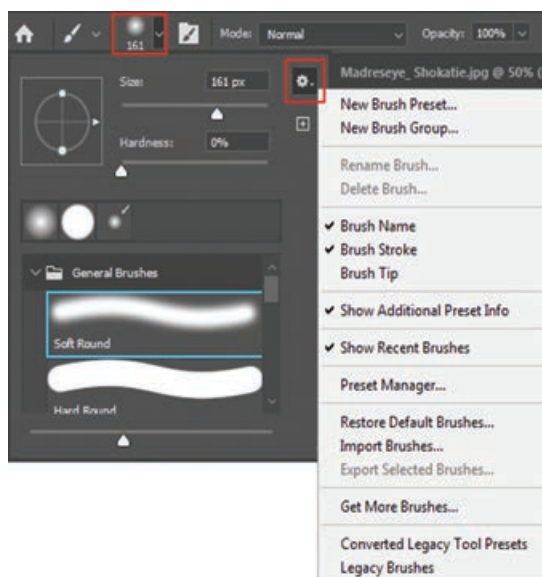 161
Mode: Normal
Opacity: 100%
Size: 161 px
Hardness: 0%
General Brushes
Soft Round
Hard Round
Madreseye_ Shokatie.jpg @ 50% (
New Brush Preset...
New Brush Group...
Rename Brush...
Delete Brush...
Brush Name
Brush Stroke
Brush Tip
Show Additional Preset Info
Show Recent Brushes
Preset Manager...
Restore Default Brushes...
Import Brushes...
Export Selected Brushes...
Get More Brushes...
Converted Legacy Tool Presets
Legacy Brushes